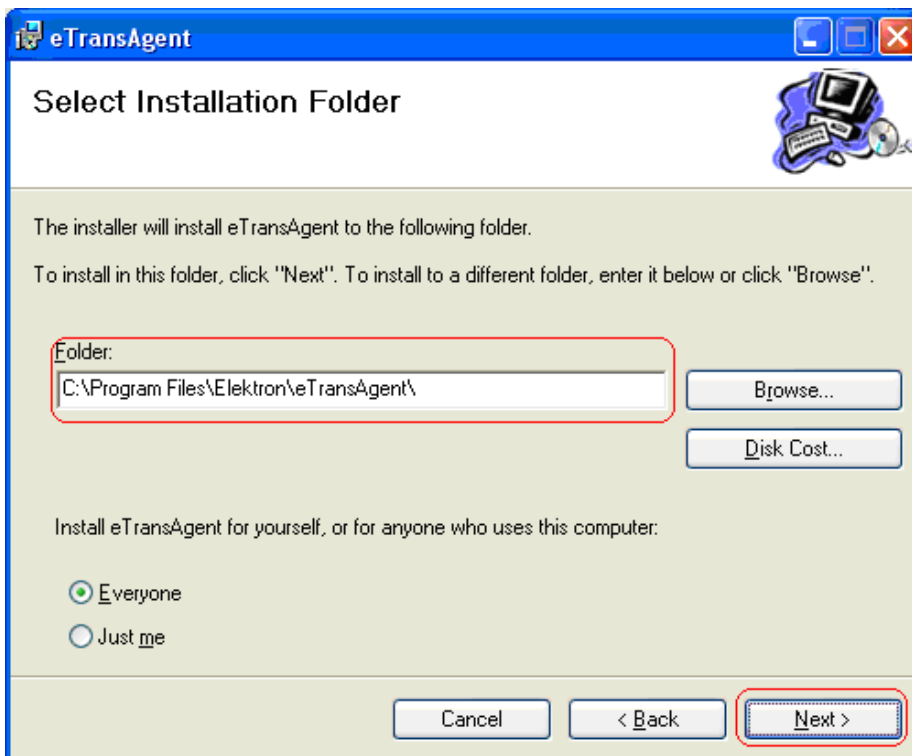 eTransAgent
Select Installation Folder
The installer will install eTransAgent to the following folder.
To install in this folder, click "Next". To install to a different folder, enter it below or click "Browse".
Folder:
C:\Program Files\Elektron\eTransAgent\
Browse...
Disk Cost...
Install eTransAgent for yourself, or for anyone who uses this computer:
Everyone
Just me
Cancel < Back Next >